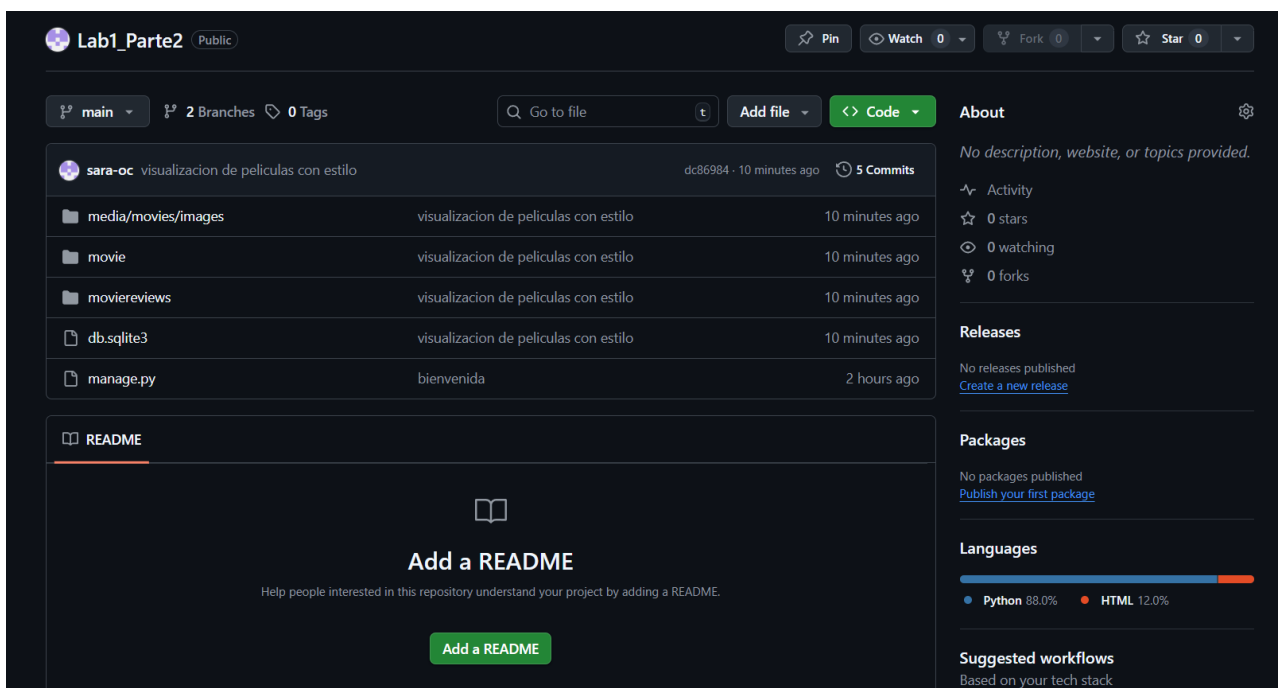 Lab1_Parte2 Public
Pin
Watch 0
Fork 0
Star 0
main
2 Branches
0 Tags
Go to file t
Add file
<> Code
sara-oc visualizacion de peliculas con estilo dc86984 · 10 minutes ago 5 Commits
media/movies/images visualizacion de peliculas con estilo 10 minutes ago
movie visualizacion de peliculas con estilo 10 minutes ago
moviereviews visualizacion de peliculas con estilo 10 minutes ago
db.sqlite3 visualizacion de peliculas con estilo 10 minutes ago
manage.py bienvenida 2 hours ago
README
Add a README
Help people interested in this repository understand your project by adding a README.
Add a README
About
No description, website, or topics provided.
Activity
0 stars
0 watching
0 forks
Releases
No releases published
Create a new release
Packages
No packages published
Publish your first package
Languages
Python 88.0% HTML 12.0%
Suggested workflows
Based on your tech stack